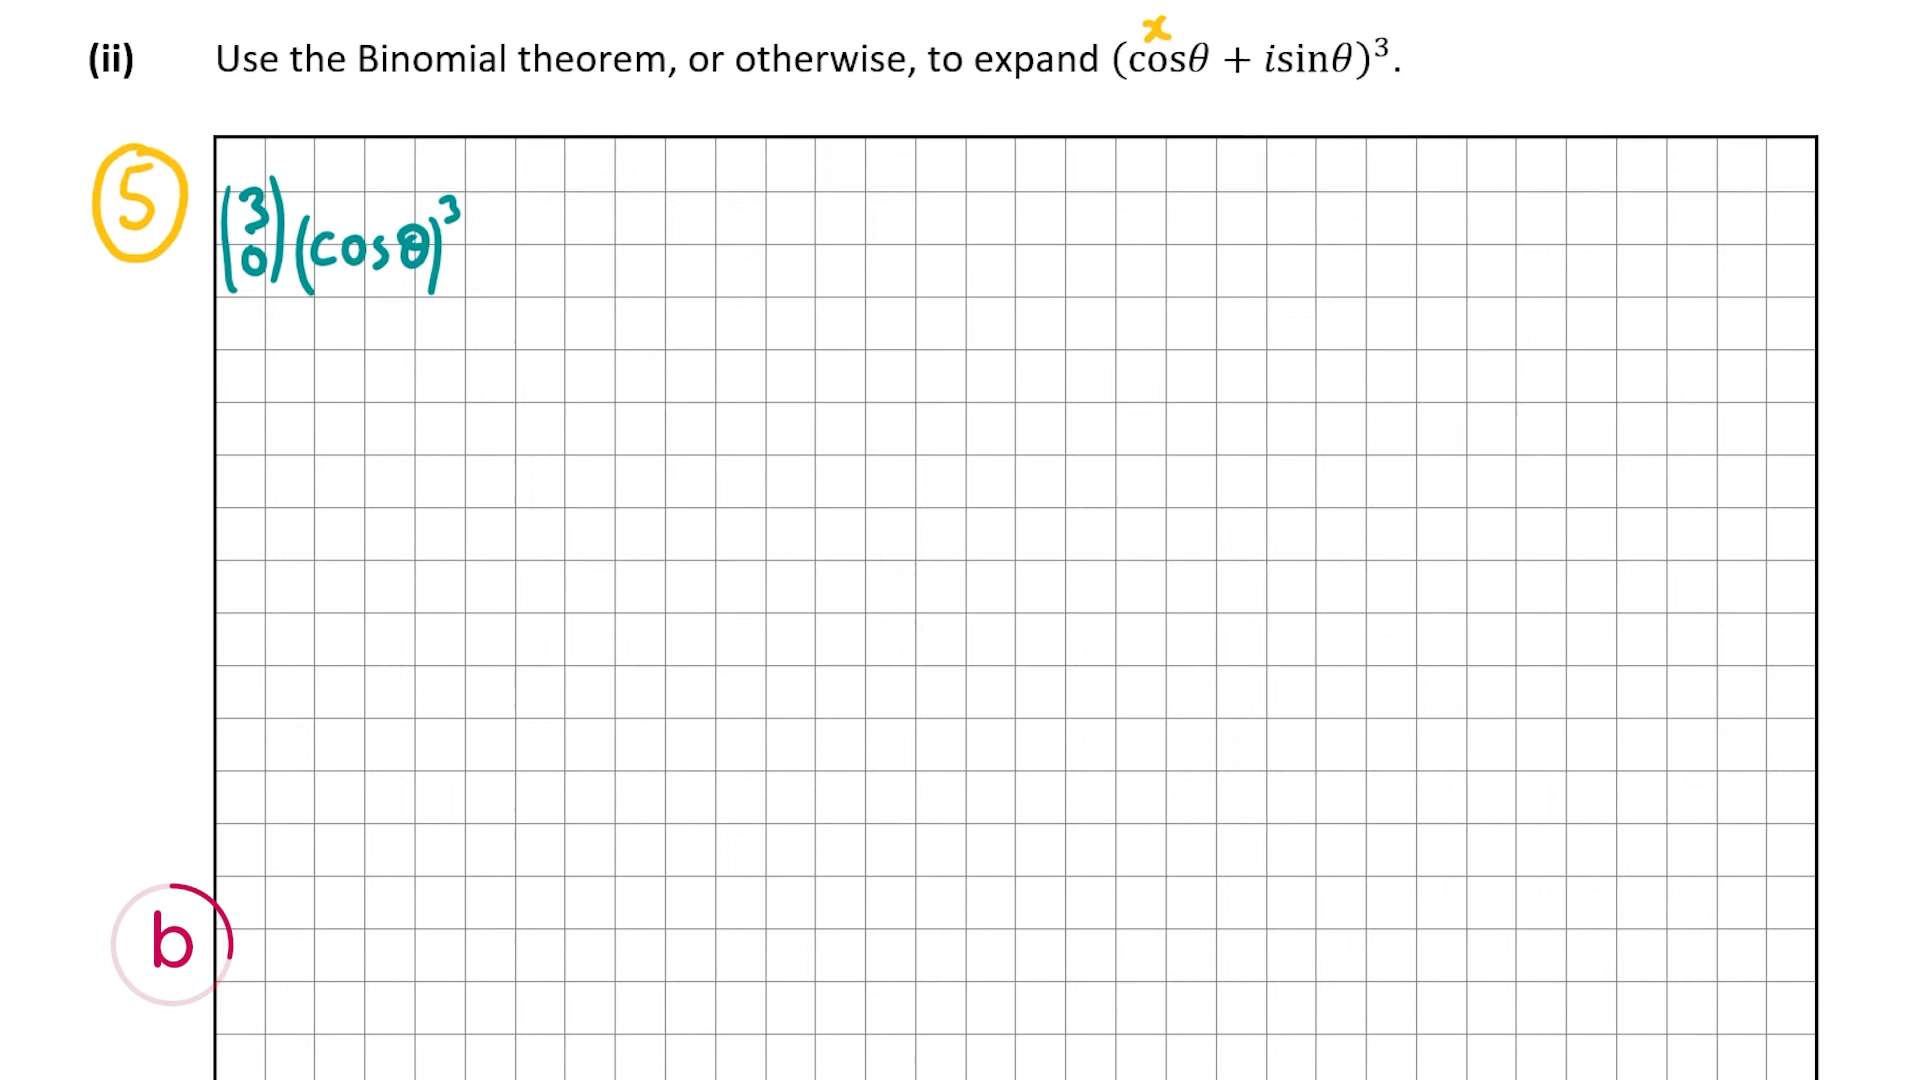 x
(ii) Use the Binomial theorem, or otherwise, to expand (cosθ + isinθ)³.
5
(3 0)(cosθ)³
b